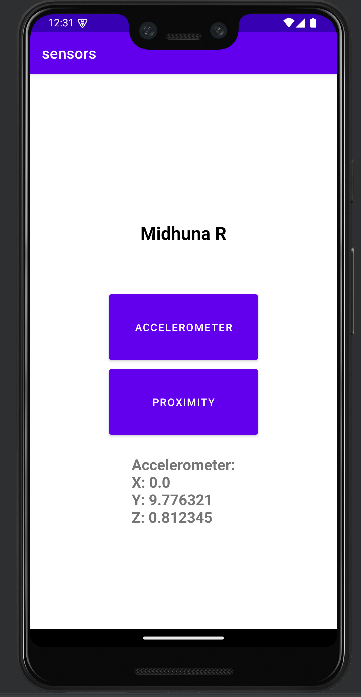 12:31
sensors
Midhuna R
ACCELEROMETER
PROXIMITY
Accelerometer:
X: 0.0
Y: 9.776321
Z: 0.812345